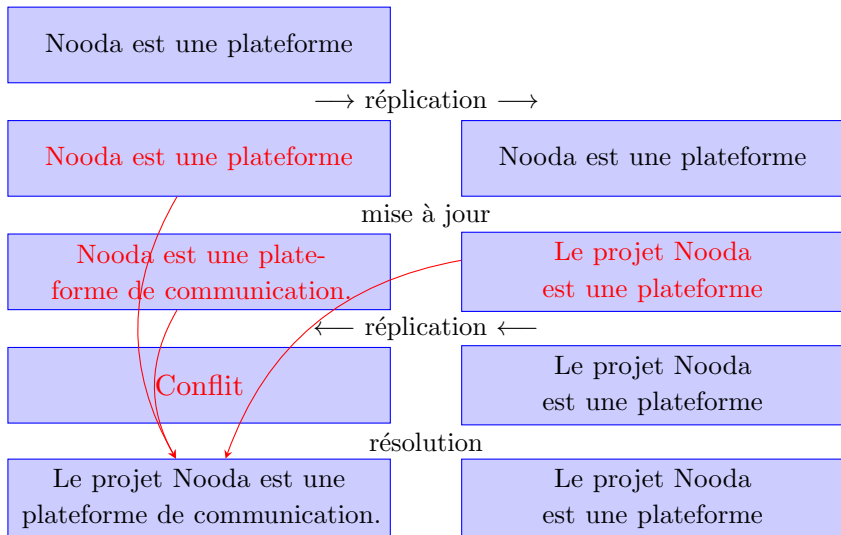 Nooda est une plateforme
⟶ réplication ⟶
Nooda est une plateforme
Nooda est une plateforme
mise à jour
Nooda est une plate-
forme de communication.
Le projet Nooda
est une plateforme
⟵ réplication ⟵
Conflit
Le projet Nooda
est une plateforme
résolution
Le projet Nooda est une
plateforme de communication.
Le projet Nooda
est une plateforme